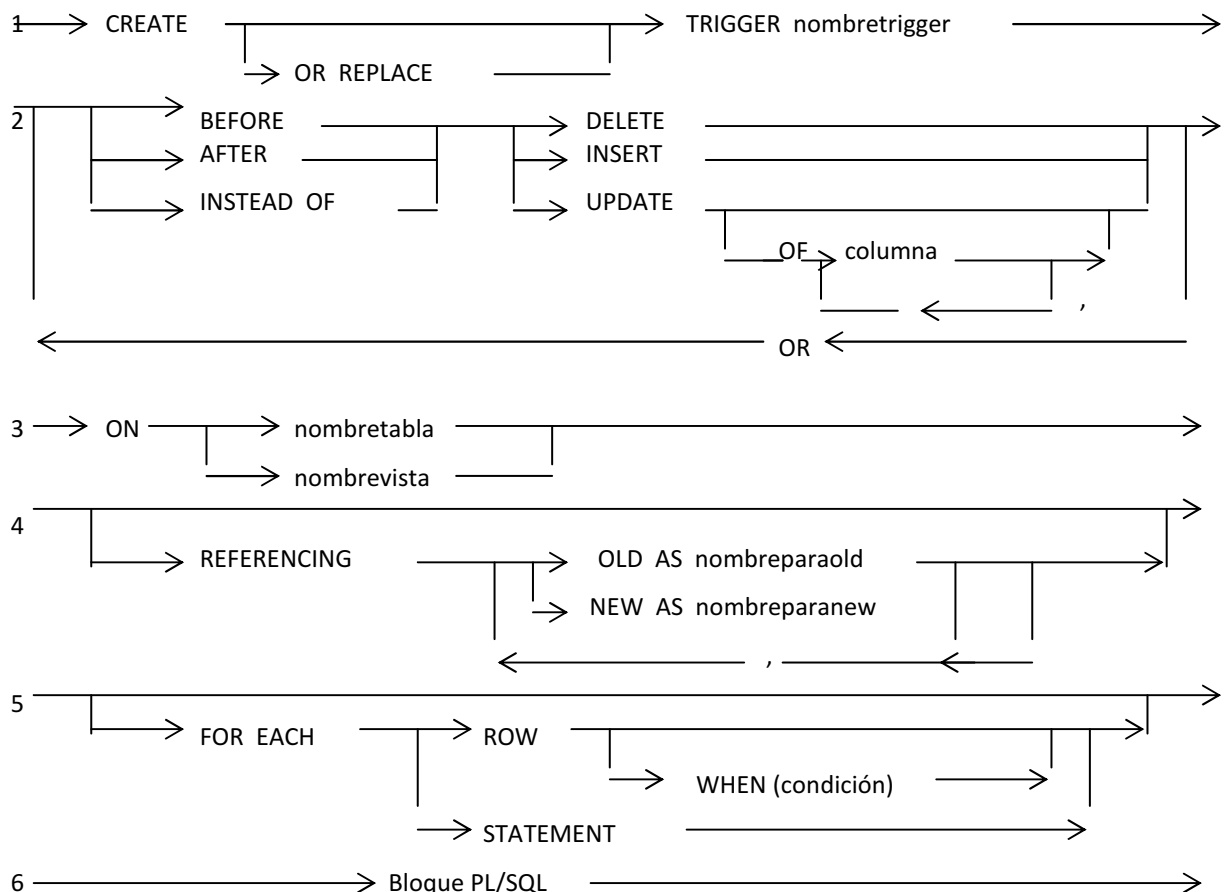 1 CREATE TRIGGER nombretrigger
OR REPLACE
2 BEFORE DELETE
AFTER INSERT
INSTEAD OF UPDATE
OF columna
,
OR
3 ON nombretabla
nombrevista
4
REFERENCING OLD AS nombreparaold
NEW AS nombreparanew
,
5
FOR EACH ROW
WHEN (condición)
STATEMENT
6 Bloque PL/SQL